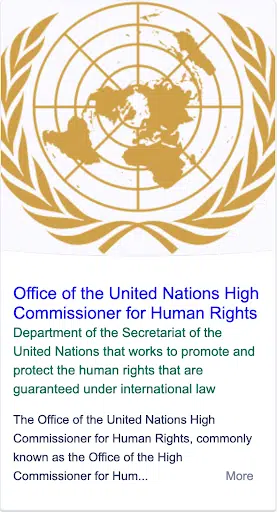 Office of the United Nations High
Commissioner for Human Rights
Department of the Secretariat of the
United Nations that works to promote and
protect the human rights that are
guaranteed under international law
The Office of the United Nations High
Commissioner for Human Rights, commonly
known as the Office of the High
Commissioner for Hum... More